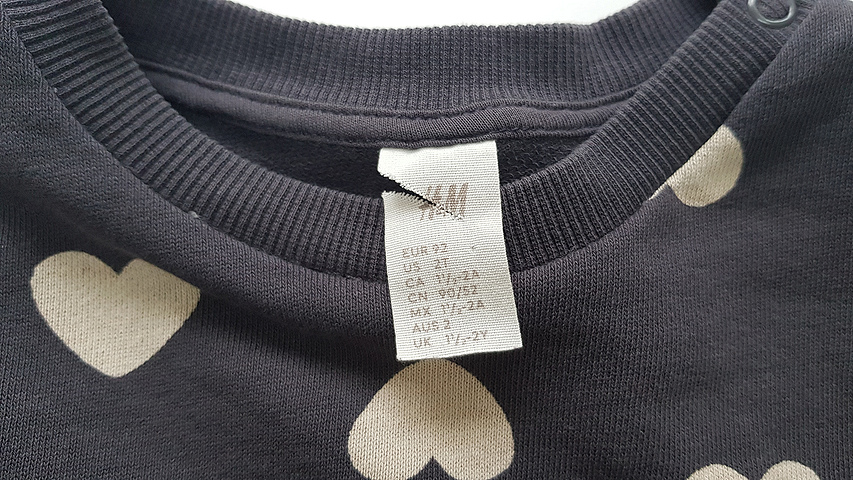 H&M
EUR 92
US 2T
CA 1½-2A
CN 90/52
MX 1½-2A
AUS 2
UK 1½-2Y